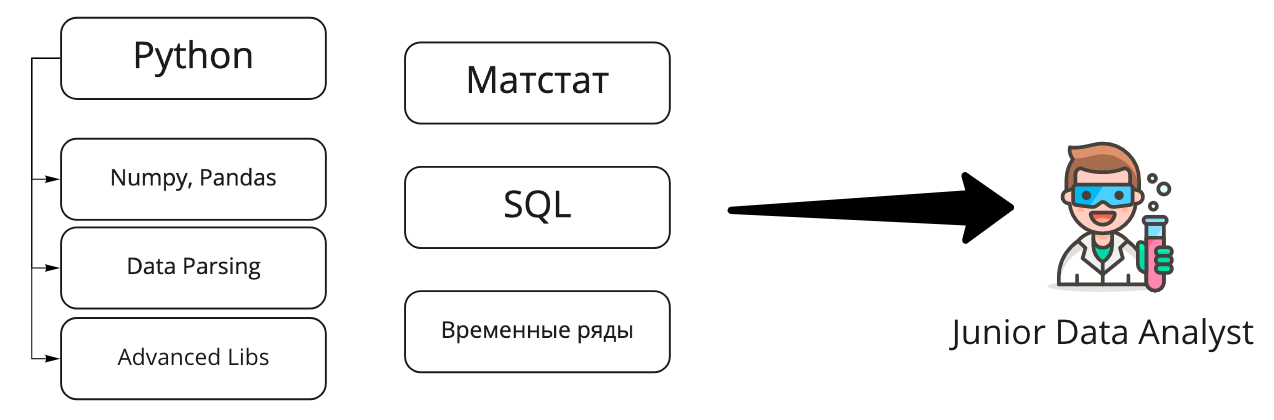 Python
Numpy, Pandas
Data Parsing
Advanced Libs
Матстат
SQL
Временные ряды
Junior Data Analyst